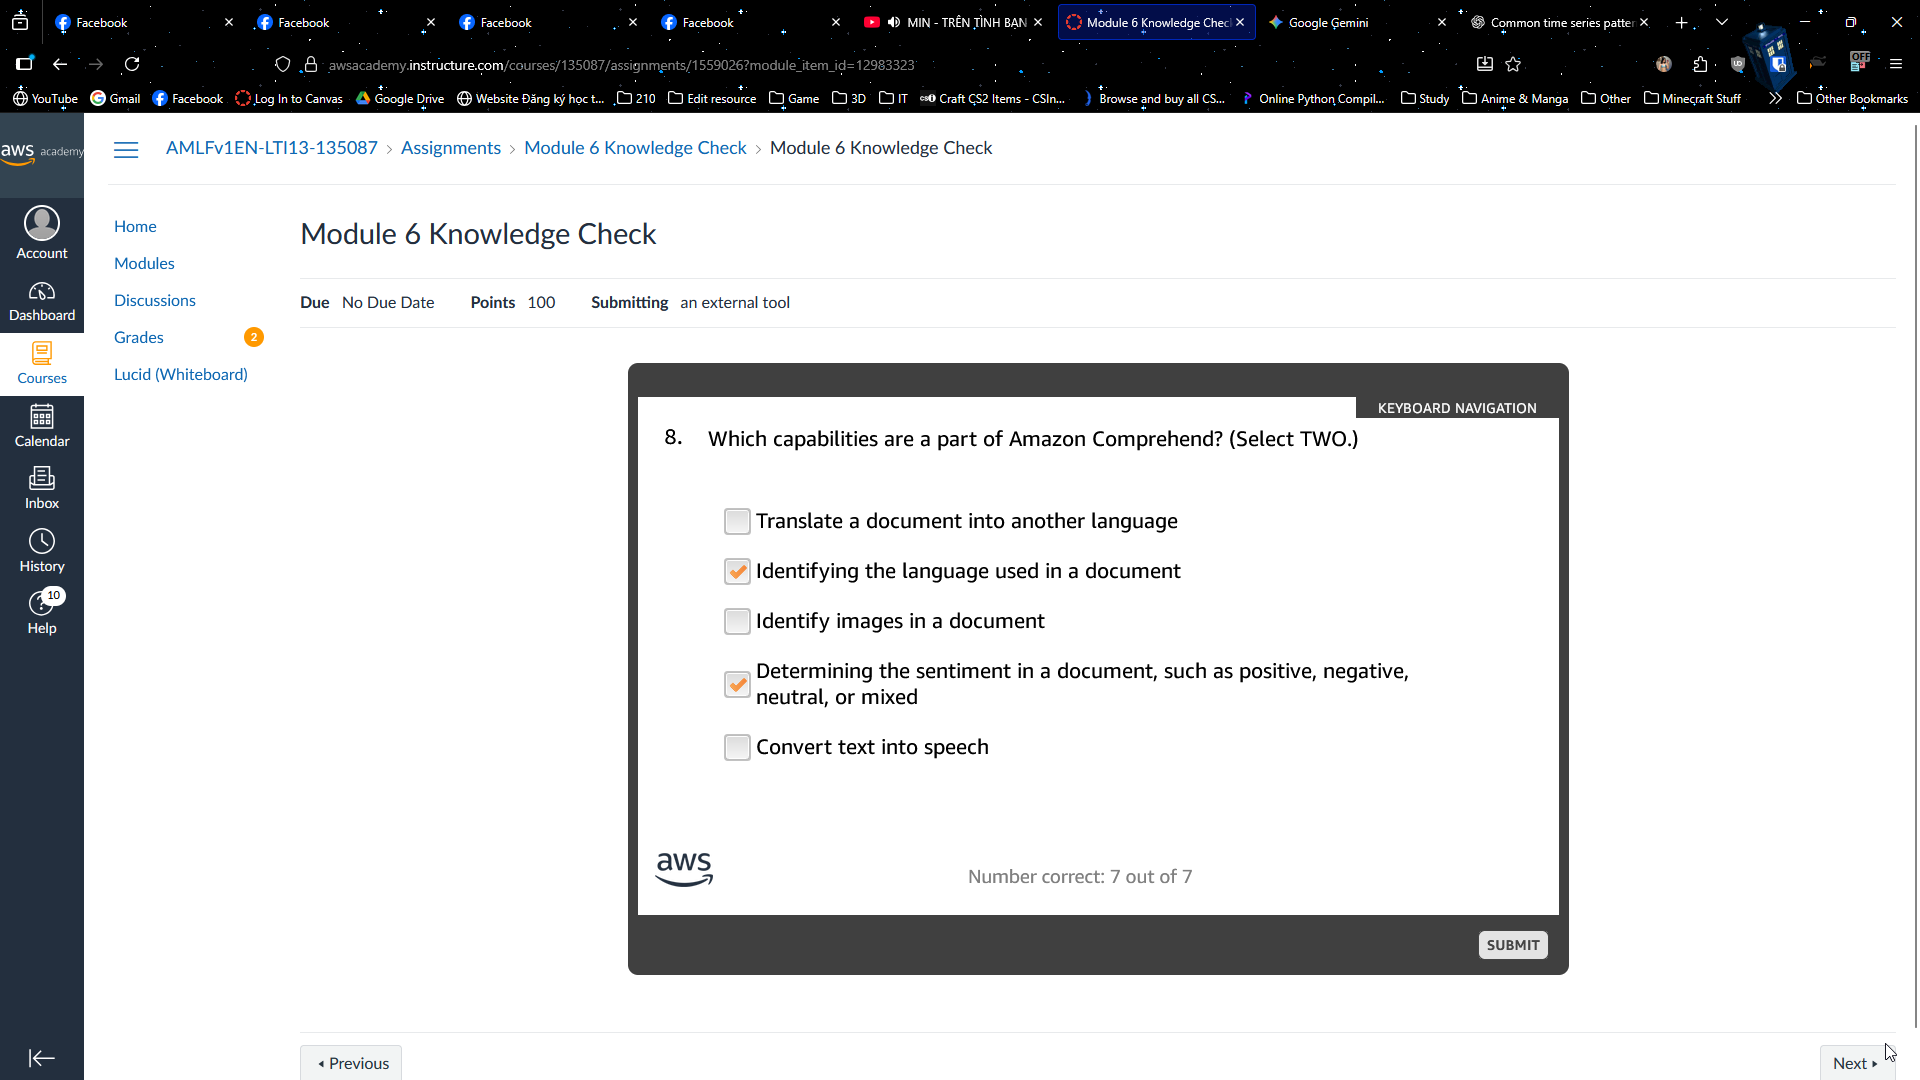 Facebook
Facebook
Facebook
Facebook
MIN - TRÊN TÌNH BẠN
Module 6 Knowledge Chec
Google Gemini
Common time series patter
awsacademy.instructure.com/courses/135087/assignments/1559026?module_item_id=12983323
OFF
YouTube
Gmail
Facebook
Log In to Canvas
Google Drive
Website Đăng ký học t...
210
Edit resource
Game
3D
IT
Craft CS2 Items - CSIn...
Browse and buy all CS...
Online Python Compil...
Study
Anime & Manga
Other
Minecraft Stuff
Other Bookmarks
aws academy
AMLFv1EN-LTI13-135087 > Assignments > Module 6 Knowledge Check > Module 6 Knowledge Check
Account
Dashboard
Courses
Calendar
Inbox
History
10
Help
Home
Modules
Discussions
Grades 2
Lucid (Whiteboard)
Module 6 Knowledge Check
Due No Due Date Points 100 Submitting an external tool
KEYBOARD NAVIGATION
8. Which capabilities are a part of Amazon Comprehend? (Select TWO.)
Translate a document into another language
Identifying the language used in a document
Identify images in a document
Determining the sentiment in a document, such as positive, negative,
neutral, or mixed
Convert text into speech
aws
Number correct: 7 out of 7
SUBMIT
Previous
Next